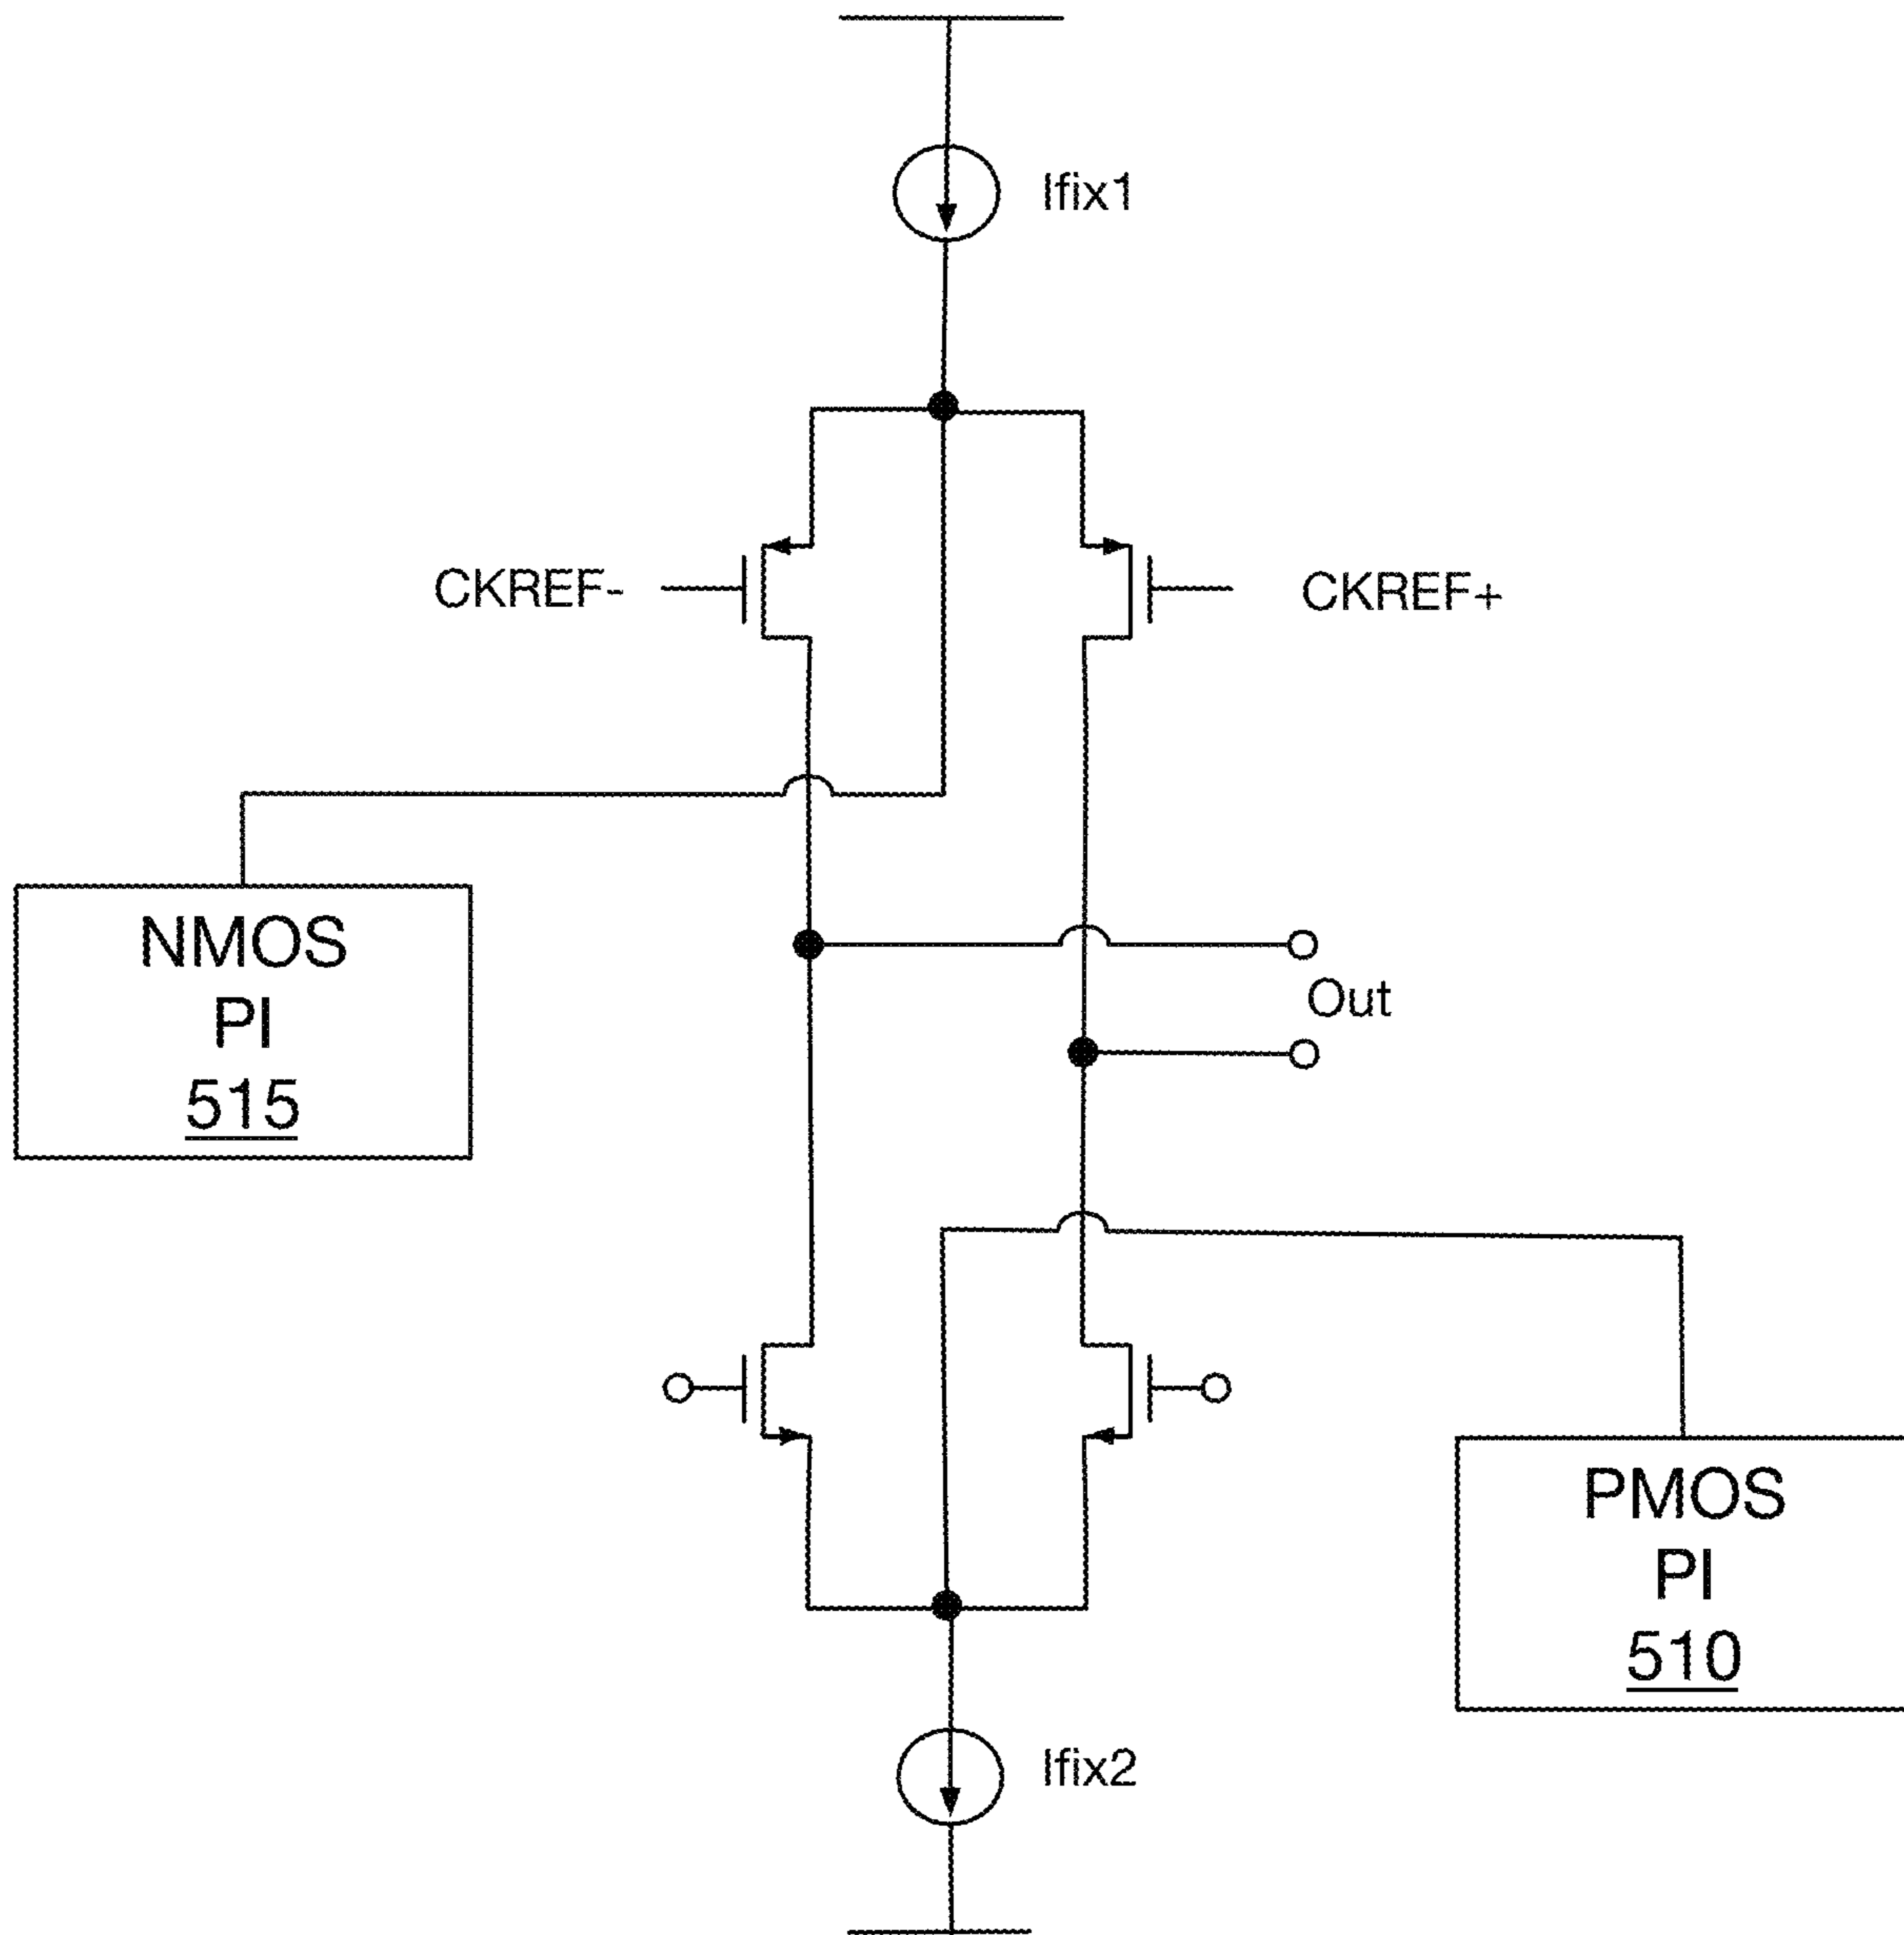 Ifix1
CKREF-
CKREF+
NMOS
PI
515
Out
PMOS
PI
510
Ifix2